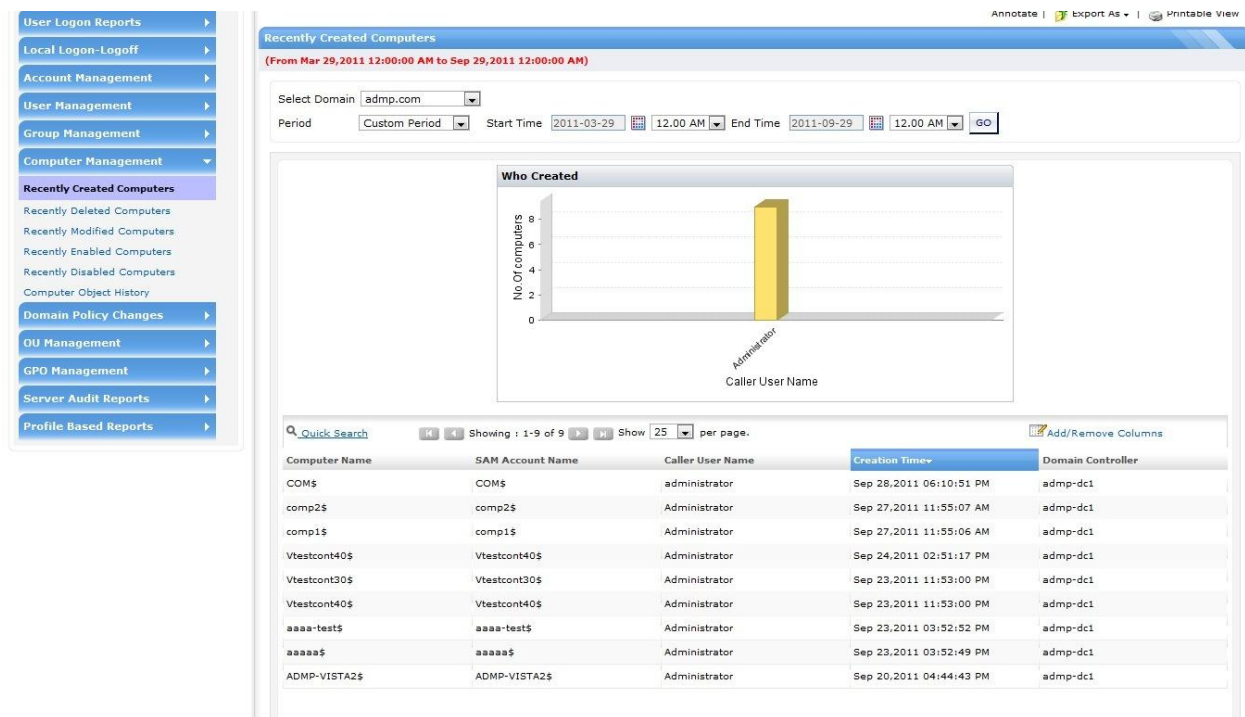 Annotate | Export As | Printable View
User Logon Reports
Local Logon-Logoff
Account Management
User Management
Group Management
Computer Management
Recently Created Computers
Recently Deleted Computers
Recently Modified Computers
Recently Enabled Computers
Recently Disabled Computers
Computer Object History
Domain Policy Changes
OU Management
GPO Management
Server Audit Reports
Profile Based Reports
Recently Created Computers
(From Mar 29,2011 12:00:00 AM to Sep 29,2011 12:00:00 AM)
Select Domain admp.com
Period Custom Period Start Time 2011-03-29 12.00 AM End Time 2011-09-29 12.00 AM GO
Who Created
No.Of computers
8
6
4
2
0
Administrator
Caller User Name
Quick Search Showing : 1-9 of 9 Show 25 per page. Add/Remove Columns
Computer Name SAM Account Name Caller User Name Creation Time Domain Controller
COM$ COM$ administrator Sep 28,2011 06:10:51 PM admp-dc1
comp2$ comp2$ Administrator Sep 27,2011 11:55:07 AM admp-dc1
comp1$ comp1$ Administrator Sep 27,2011 11:55:06 AM admp-dc1
Vtestcont40$ Vtestcont40$ Administrator Sep 24,2011 02:51:17 PM admp-dc1
Vtestcont30$ Vtestcont30$ Administrator Sep 23,2011 11:53:00 PM admp-dc1
Vtestcont40$ Vtestcont40$ Administrator Sep 23,2011 11:53:00 PM admp-dc1
aaaa-test$ aaaa-test$ Administrator Sep 23,2011 03:52:52 PM admp-dc1
aaaaa$ aaaaa$ Administrator Sep 23,2011 03:52:49 PM admp-dc1
ADMP-VISTA2$ ADMP-VISTA2$ Administrator Sep 20,2011 04:44:43 PM admp-dc1